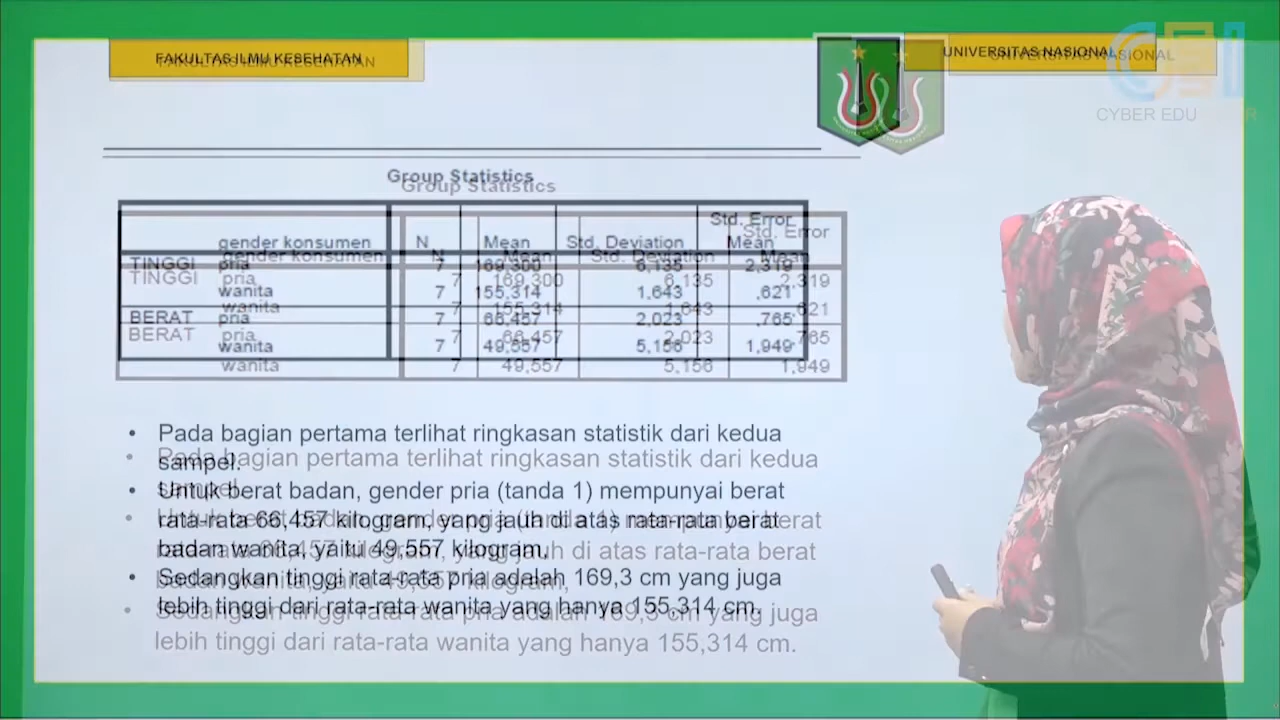 FAKULTAS ILMU KESEHATAN
UNIVERSITAS NASIONAL
CYBER EDU
Group Statistics
gender konsumen N Mean Std. Deviation Std. Error Mean
TINGGI pria 7 169,300 6,135 2,319
wanita 7 155,314 1,643 ,621
BERAT pria 7 66,457 2,023 ,765
wanita 7 49,557 5,156 1,949
• Pada bagian pertama terlihat ringkasan statistik dari kedua
sampel.
• Untuk berat badan, gender pria (tanda 1) mempunyai berat
rata-rata 66,457 kilogram, yang jauh di atas rata-rata berat
badan wanita, yaitu 49,557 kilogram,
• Sedangkan tinggi rata-rata pria adalah 169,3 cm yang juga
lebih tinggi dari rata-rata wanita yang hanya 155,314 cm.